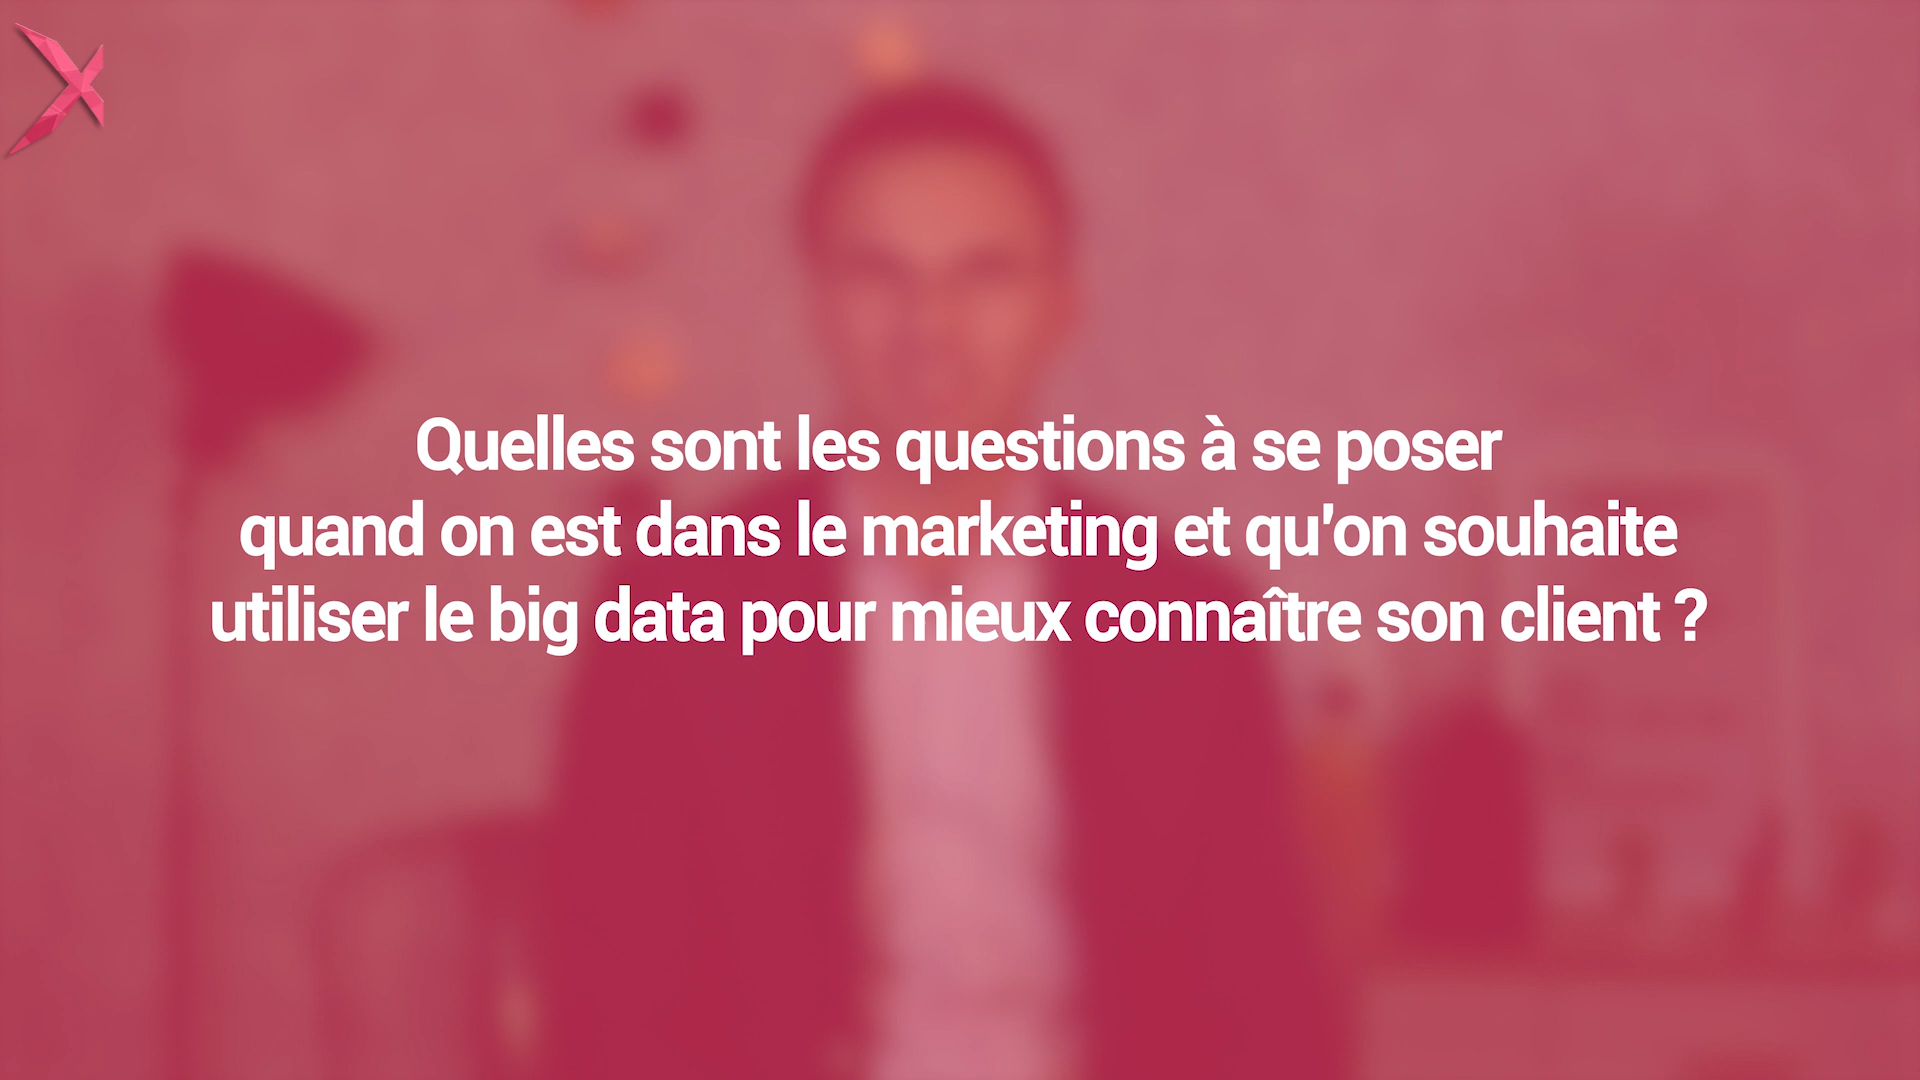 Quelles sont les questions à se poser
quand on est dans le marketing et qu'on souhaite
utiliser le big data pour mieux connaître son client ?